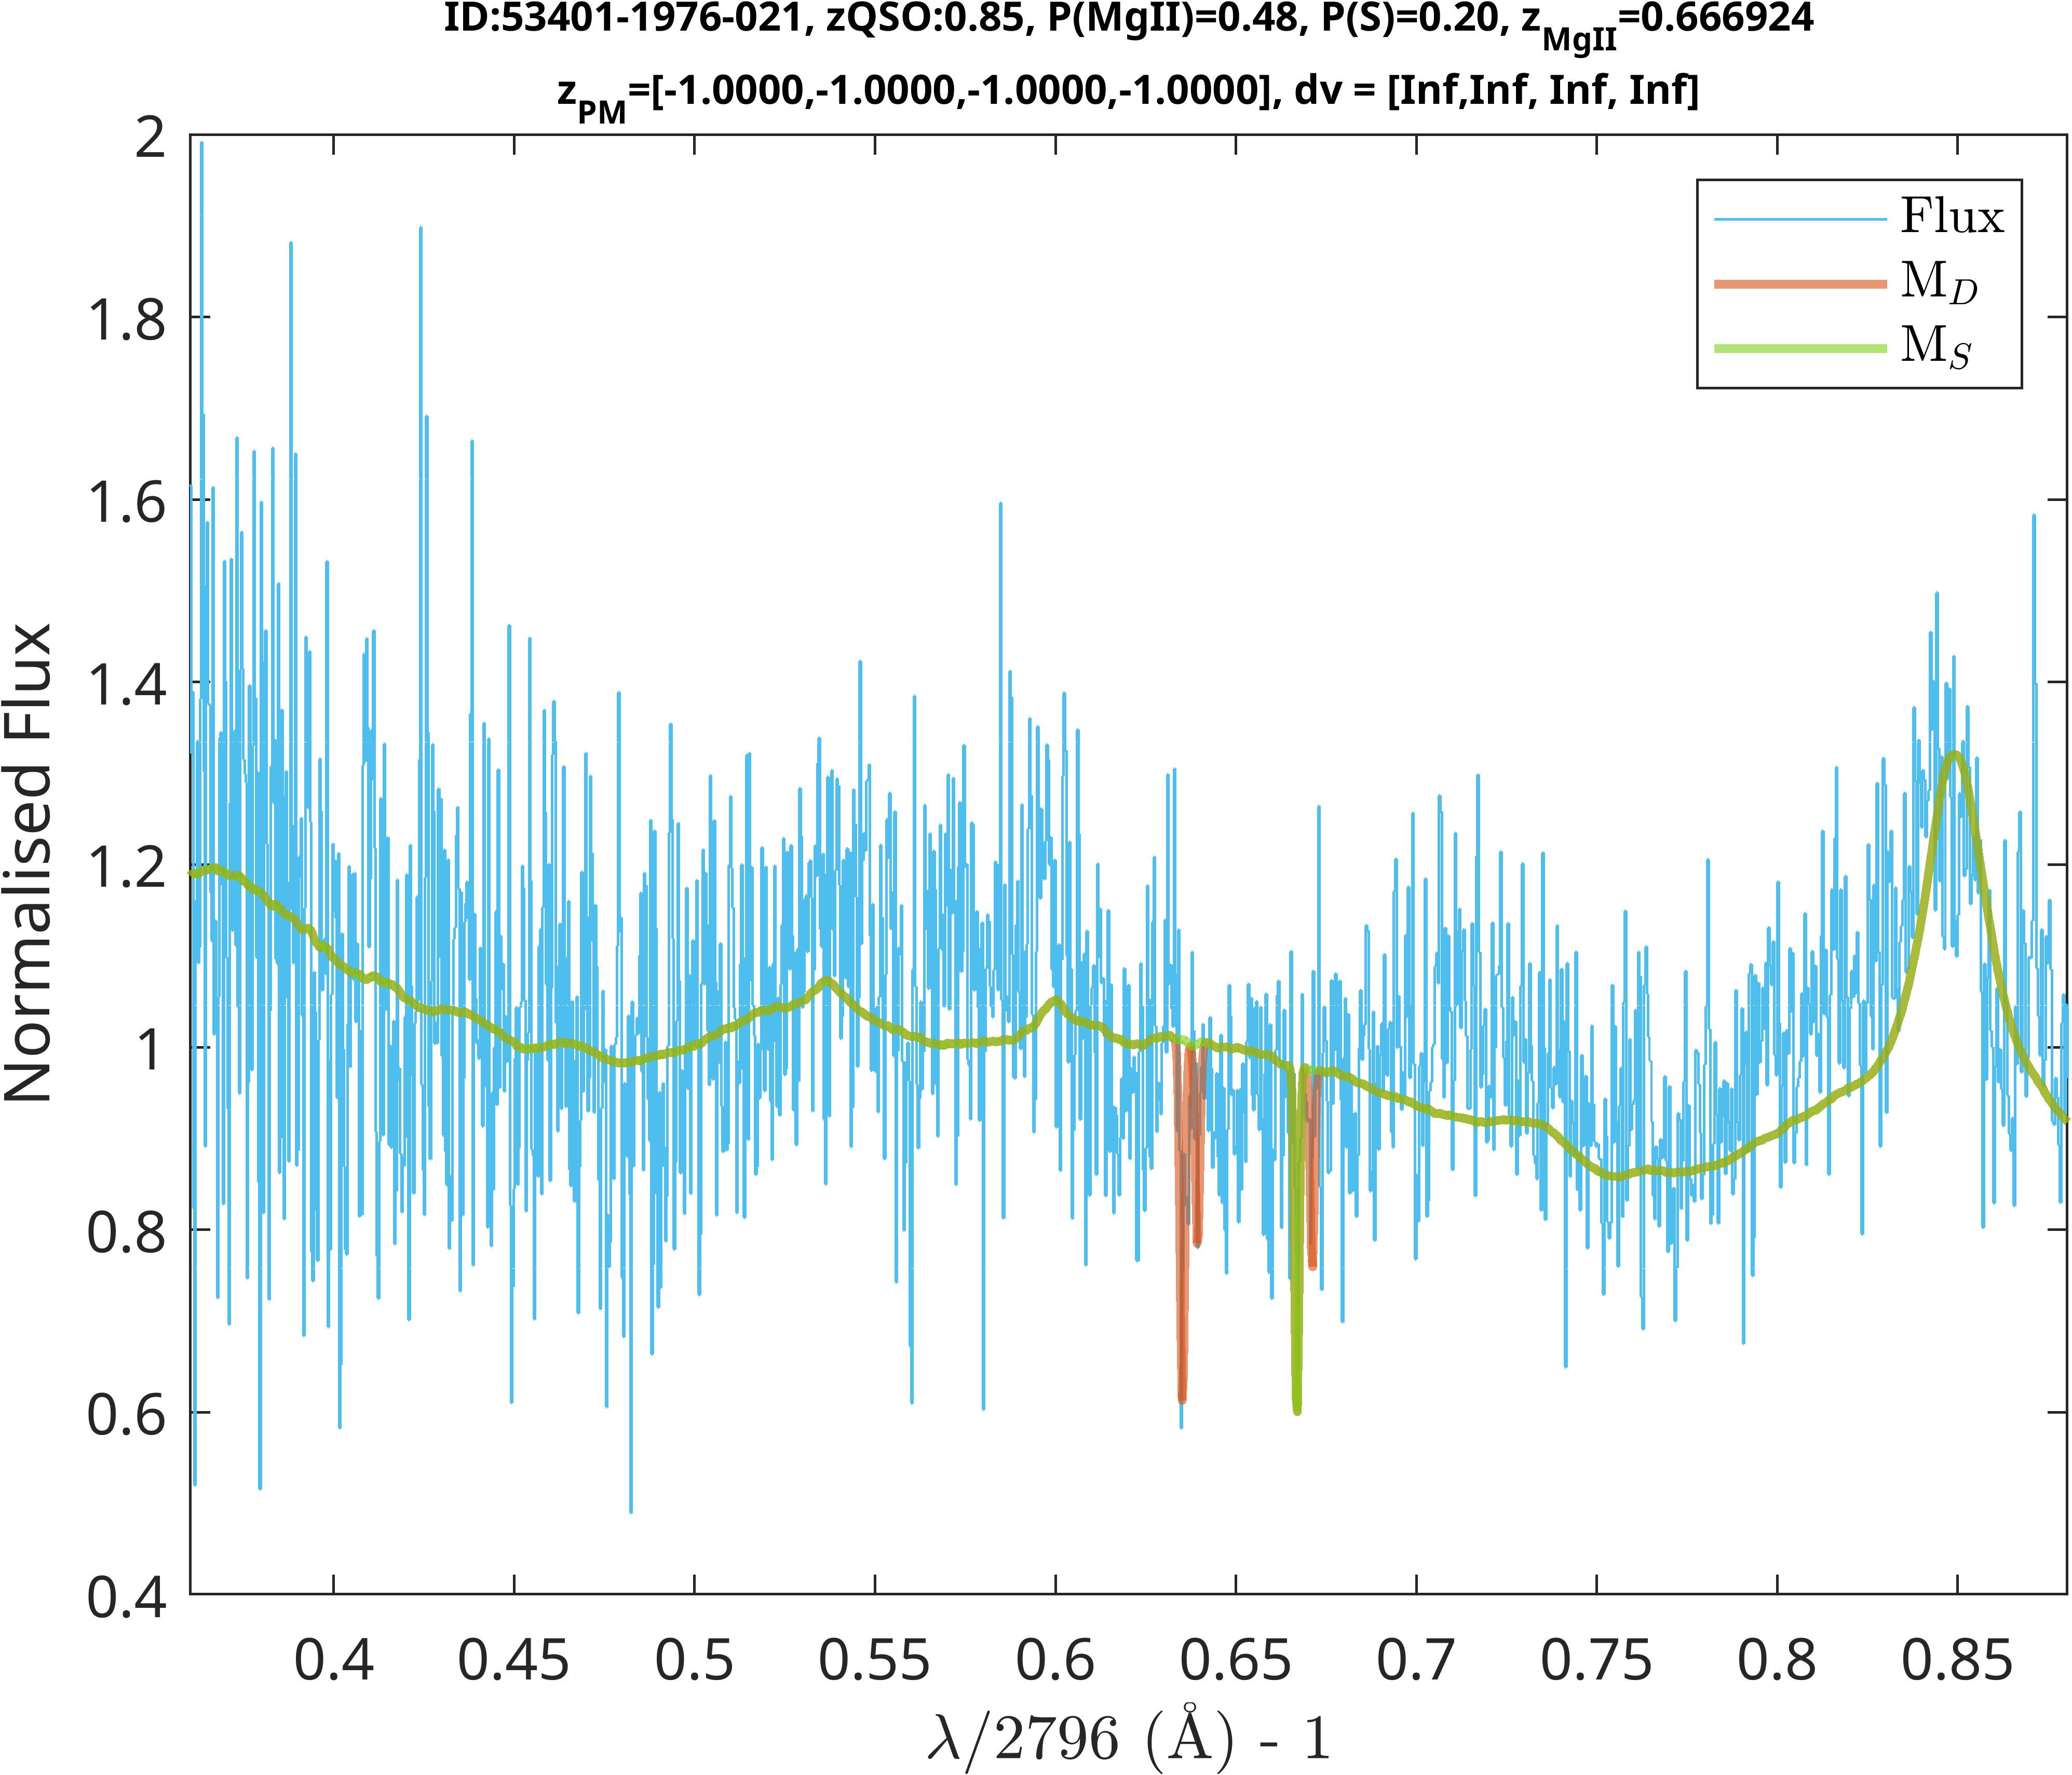 ID:53401-1976-021, zQSO:0.85, P(MgII)=0.48, P(S)=0.20, zMgII=0.666924
zPM=[-1.0000,-1.0000,-1.0000,-1.0000], dv = [Inf,Inf, Inf, Inf]
2
1.8
1.6
1.4
1.2
1
0.8
0.6
0.4
Normalised Flux
Flux
MD
MS
0.4 0.45 0.5 0.55 0.6 0.65 0.7 0.75 0.8 0.85
λ/2796 (Å) - 1